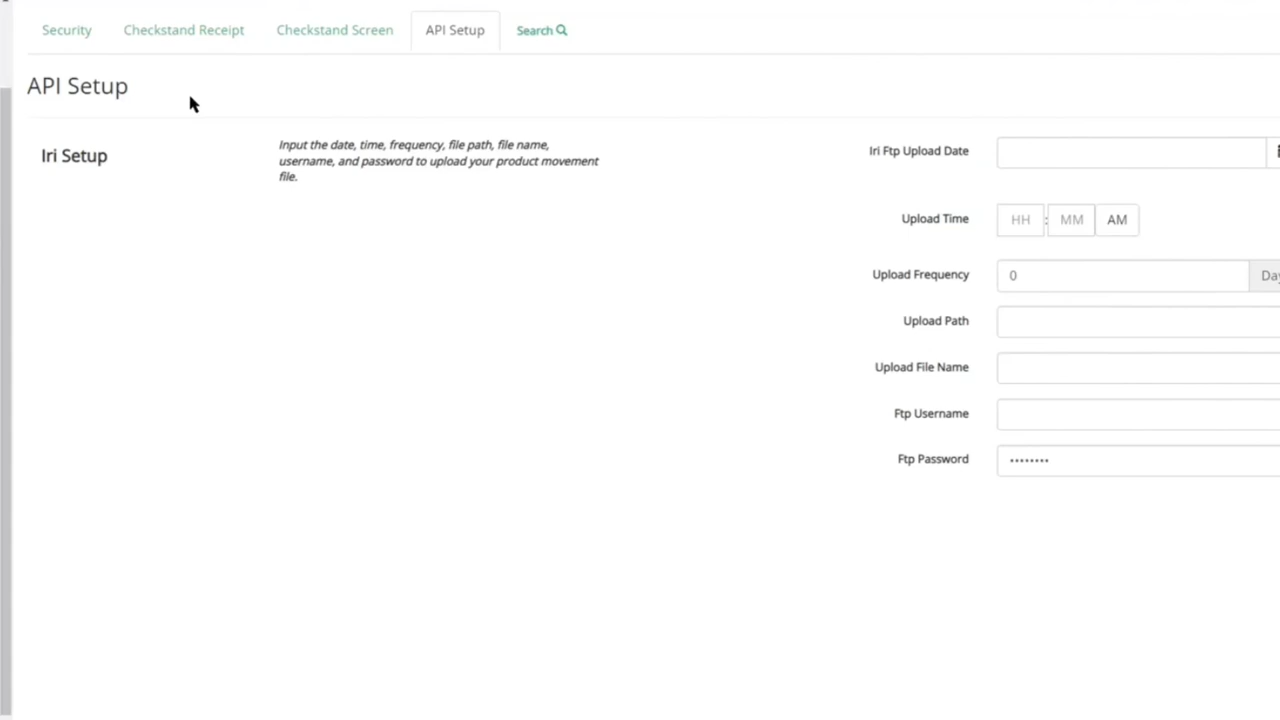 Security Checkstand Receipt Checkstand Screen API Setup Search
API Setup
Iri Setup
Input the date, time, frequency, file path, file name,
username, and password to upload your product movement
file.
Iri Ftp Upload Date
Upload Time HH : MM AM
Upload Frequency 0
Upload Path
Upload File Name
Ftp Username
Ftp Password ••••••••